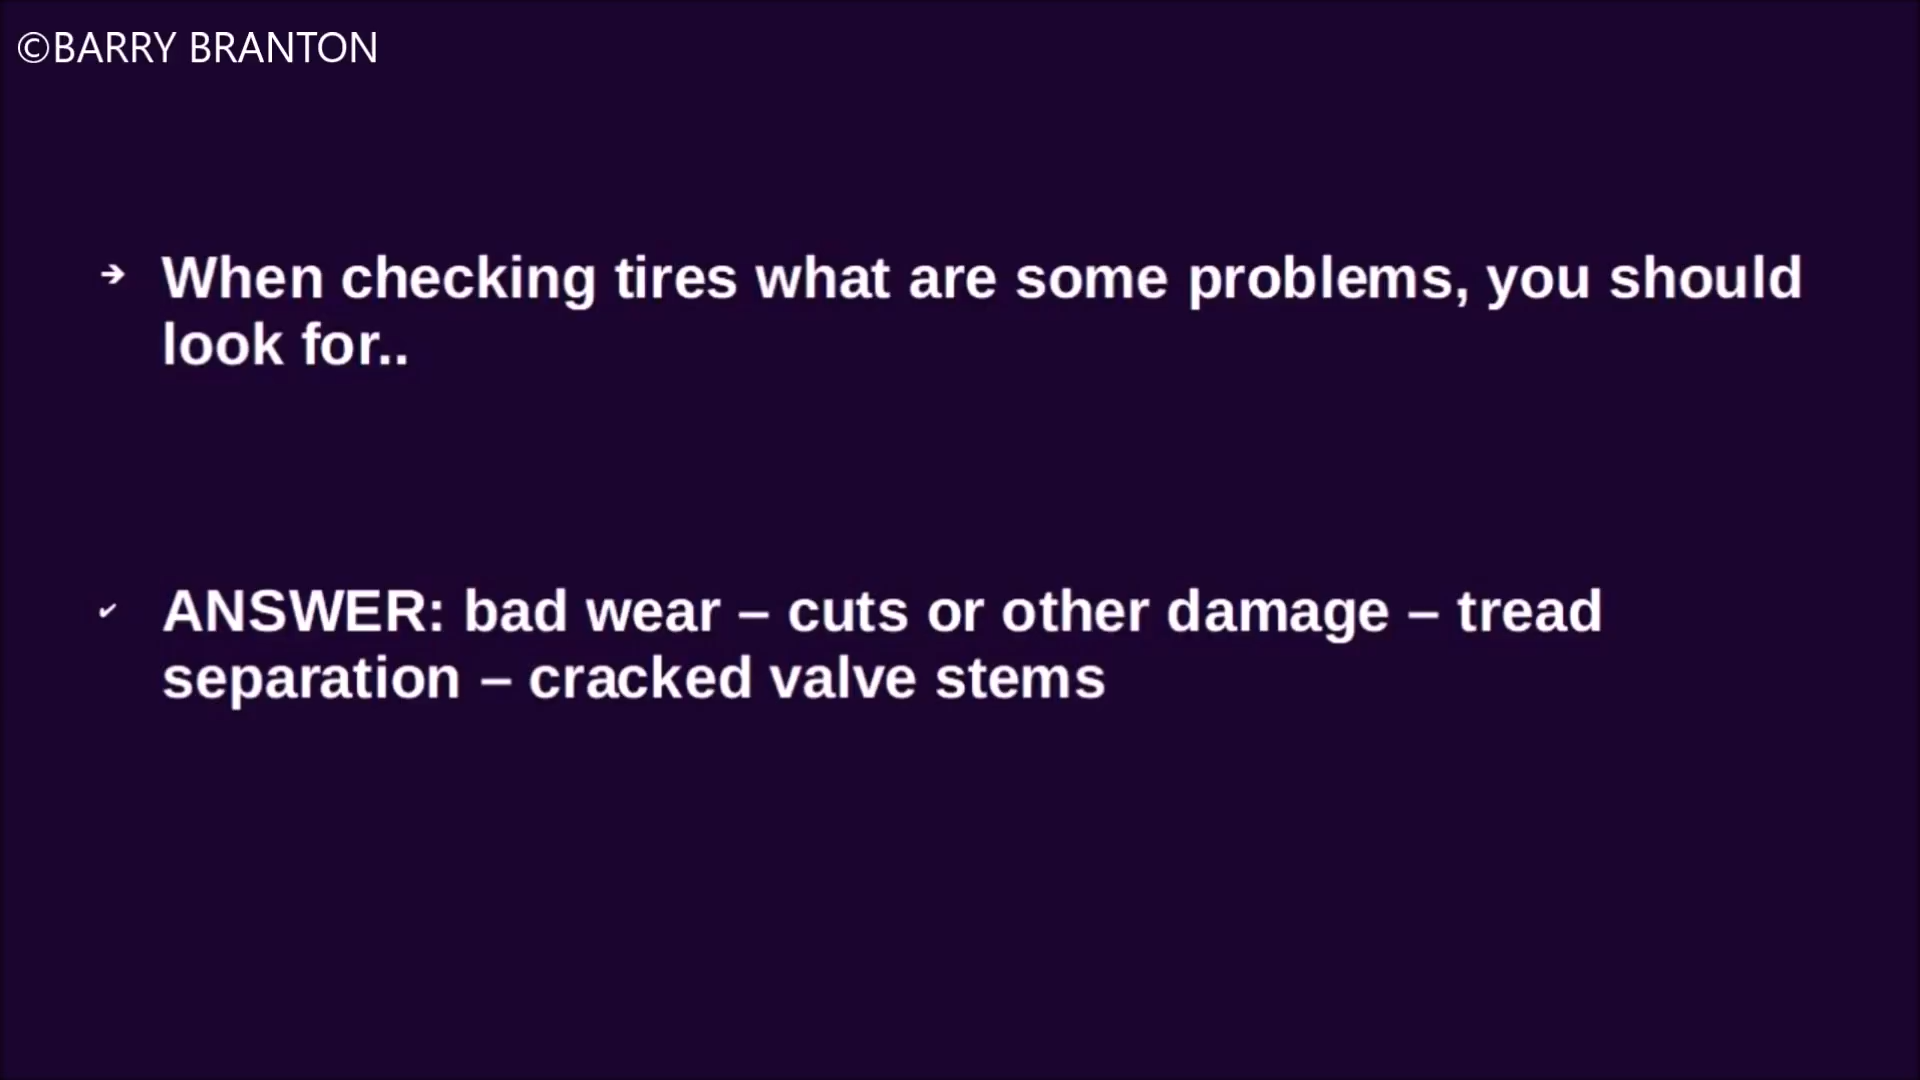 ©BARRY BRANTON
➔ When checking tires what are some problems, you should
look for..
✔ ANSWER: bad wear – cuts or other damage – tread
separation – cracked valve stems